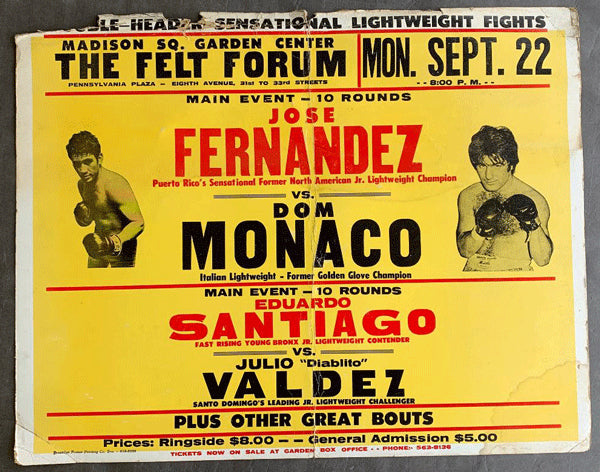 SENSATIONAL LIGHTWEIGHT FIGHTS
MADISON SQ. GARDEN CENTER
THE FELT FORUM
PENNSYLVANIA PLAZA — EIGHTH AVENUE, 31st TO 33rd STREETS
MON. SEPT. 22
- - 8:00 P. M. - -
MAIN EVENT — 10 ROUNDS
JOSE
FERNANDEZ
Puerto Rico's Sensational Former North American Jr. Lightweight Champion
VS.
DOM
MONACO
Italian Lightweight - Former Golden Glove Champion
MAIN EVENT — 10 ROUNDS
EDUARDO
SANTIAGO
FAST RISING YOUNG BRONX JR. LIGHTWEIGHT CONTENDER
VS.
JULIO "Diablito"
VALDEZ
SANTO DOMINGO'S LEADING JR. LIGHTWEIGHT CHALLENGER
PLUS OTHER GREAT BOUTS
Prices: Ringside $8.00 — — General Admission $5.00
TICKETS NOW ON SALE AT GARDEN BOX OFFICE - - PHONE: 563-8136